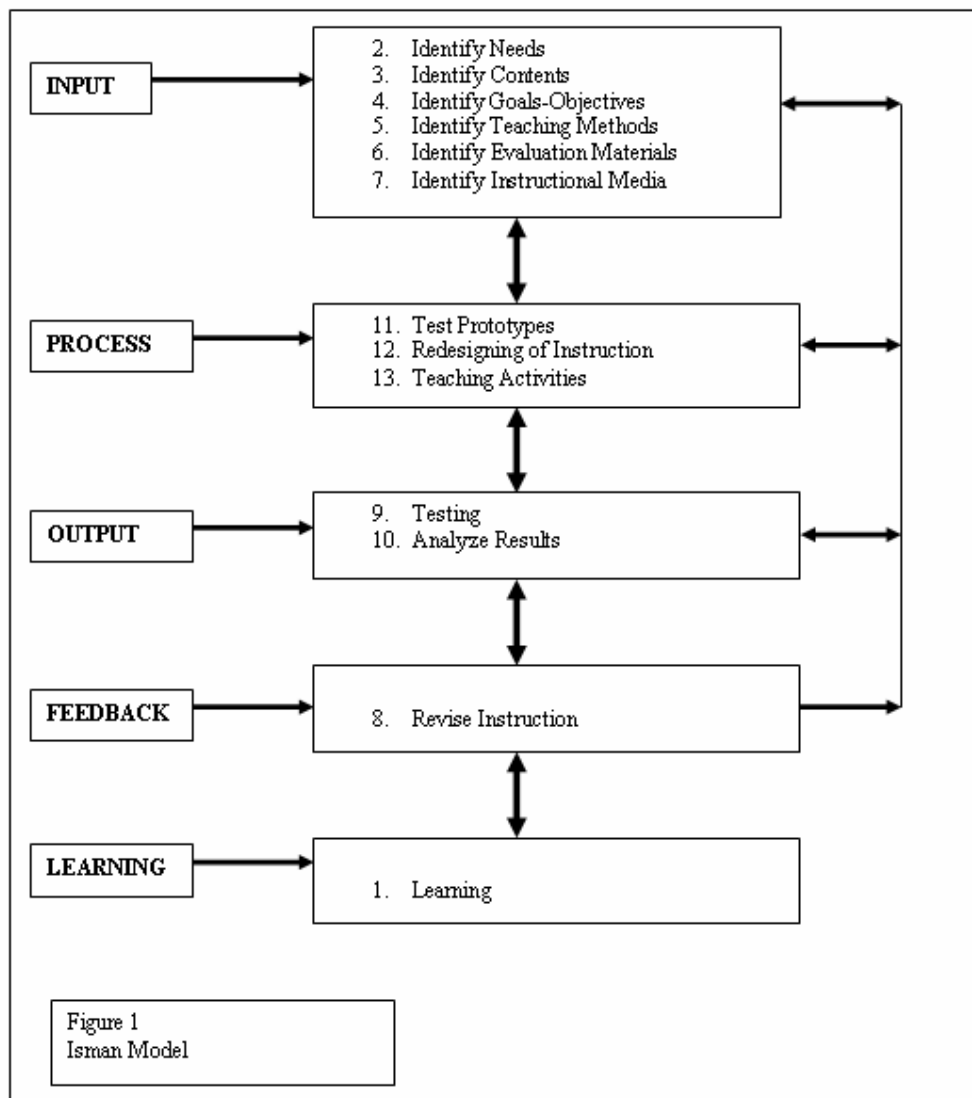 INPUT
2. Identify Needs
3. Identify Contents
4. Identify Goals-Objectives
5. Identify Teaching Methods
6. Identify Evaluation Materials
7. Identify Instructional Media
PROCESS
11. Test Prototypes
12. Redesigning of Instruction
13. Teaching Activities
OUTPUT
9. Testing
10. Analyze Results
FEEDBACK
8. Revise Instruction
LEARNING
1. Learning
Figure 1
Isman Model